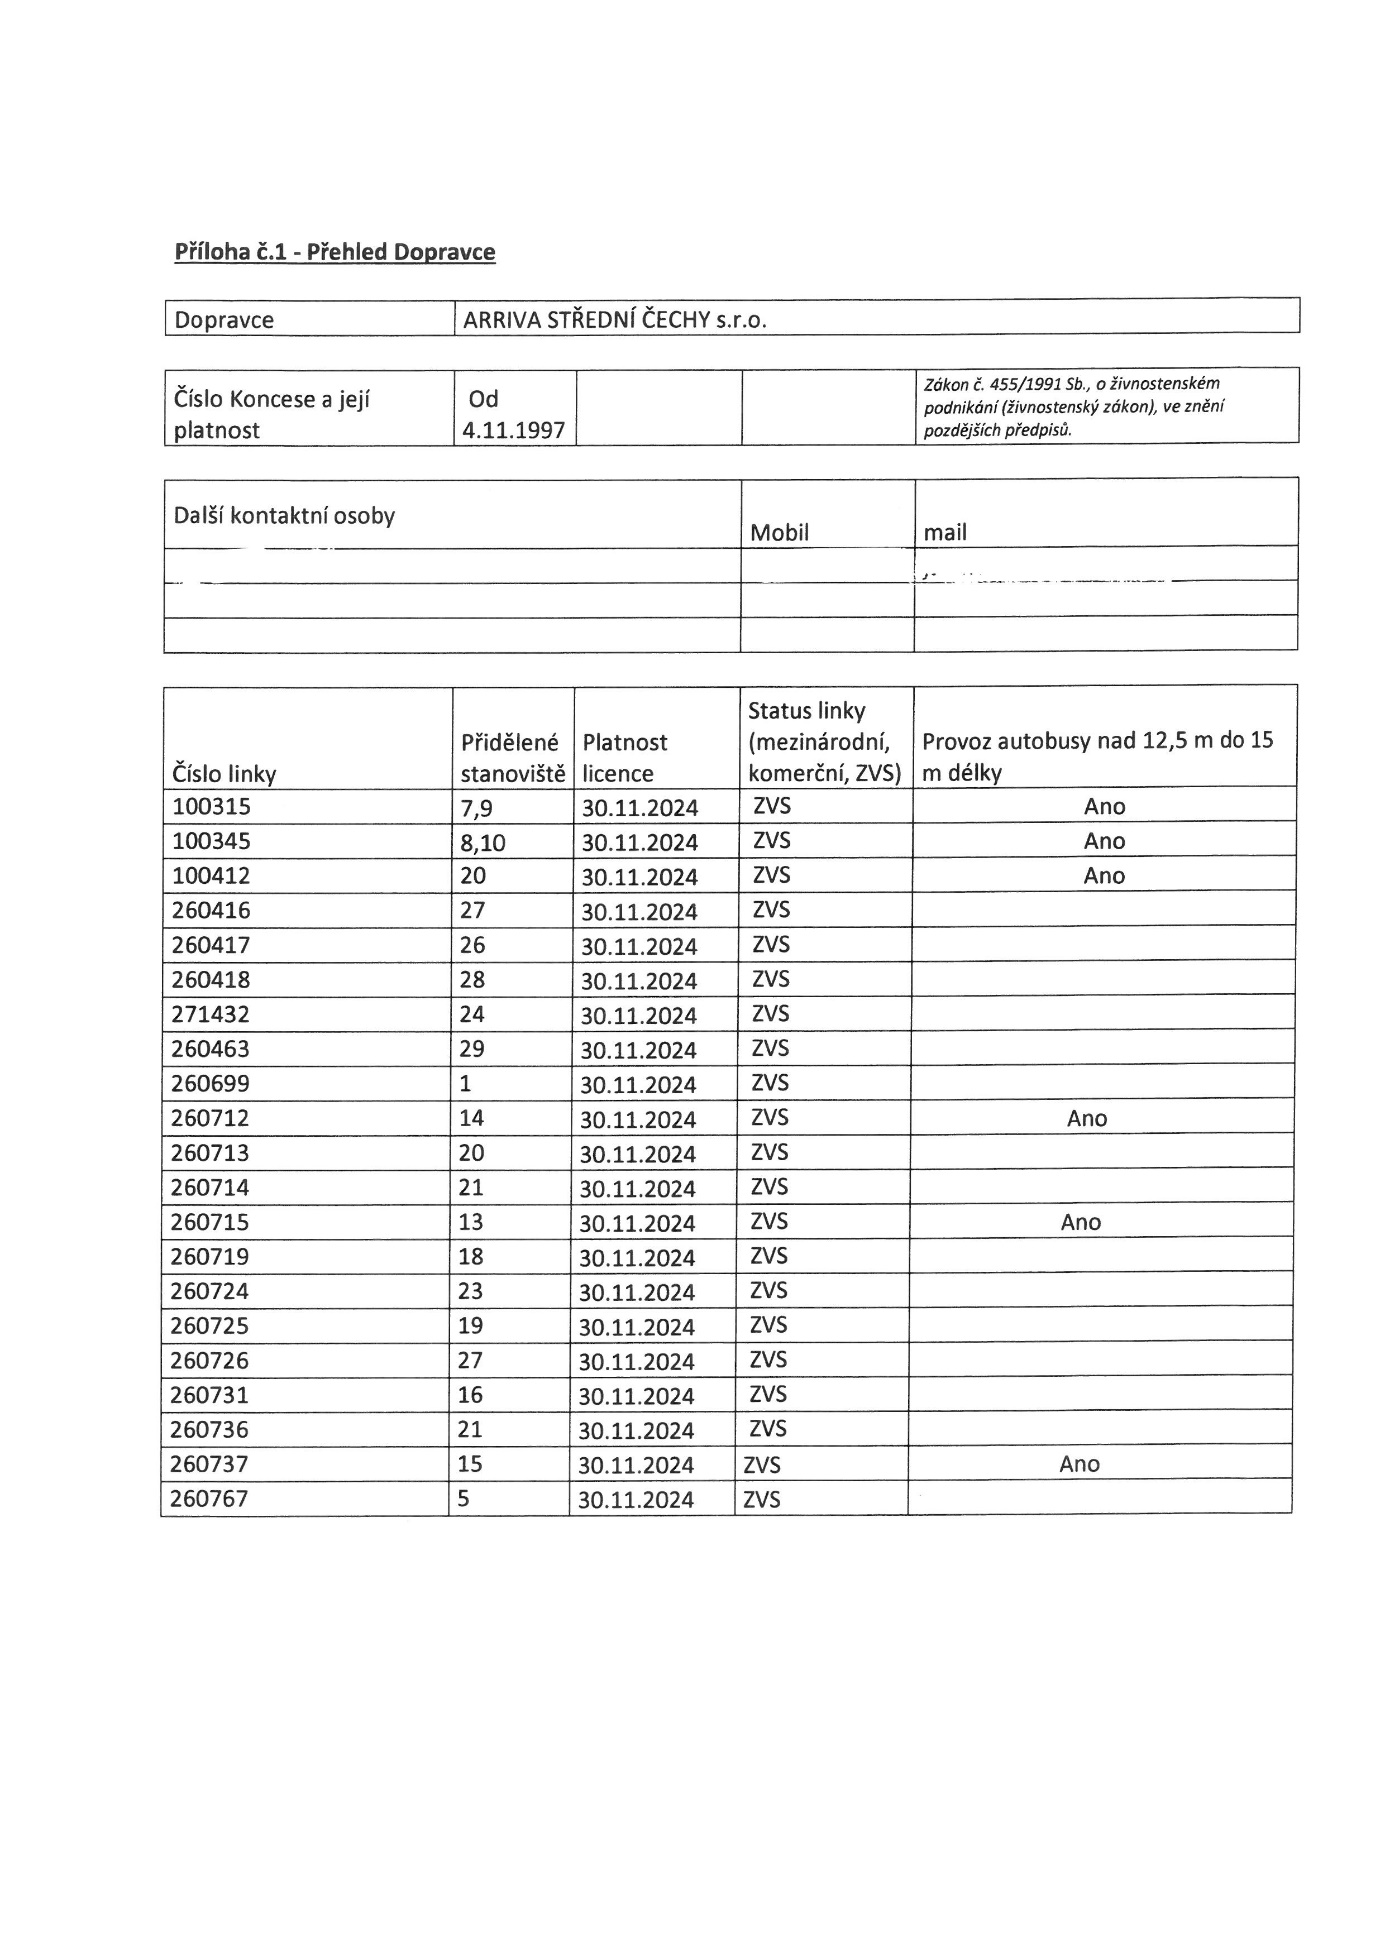 Příloha č.1 - Přehled Dopravce
Dopravce ARRIVA STŘEDNÍ ČECHY s.r.o.
Číslo Koncese a její platnost
Od 4.11.1997
Zákon č. 455/1991 Sb., o živnostenském
podnikání (živnostenský zákon), ve znění
pozdějších předpisů.
Další kontaktní osoby Mobil mail
Číslo linky
Přidělené
stanoviště
Platnost
licence
Status linky
(mezinárodní,
komerční, ZVS)
Provoz autobusy nad 12,5 m do 15
m délky
100315 7,9 30.11.2024 ZVS Ano
100345 8,10 30.11.2024 ZVS Ano
100412 20 30.11.2024 ZVS Ano
260416 27 30.11.2024 ZVS
260417 26 30.11.2024 ZVS
260418 28 30.11.2024 ZVS
271432 24 30.11.2024 ZVS
260463 29 30.11.2024 ZVS
260699 1 30.11.2024 ZVS
260712 14 30.11.2024 ZVS Ano
260713 20 30.11.2024 ZVS
260714 21 30.11.2024 ZVS
260715 13 30.11.2024 ZVS Ano
260719 18 30.11.2024 ZVS
260724 23 30.11.2024 ZVS
260725 19 30.11.2024 ZVS
260726 27 30.11.2024 ZVS
260731 16 30.11.2024 ZVS
260736 21 30.11.2024 ZVS
260737 15 30.11.2024 ZVS Ano
260767 5 30.11.2024 ZVS